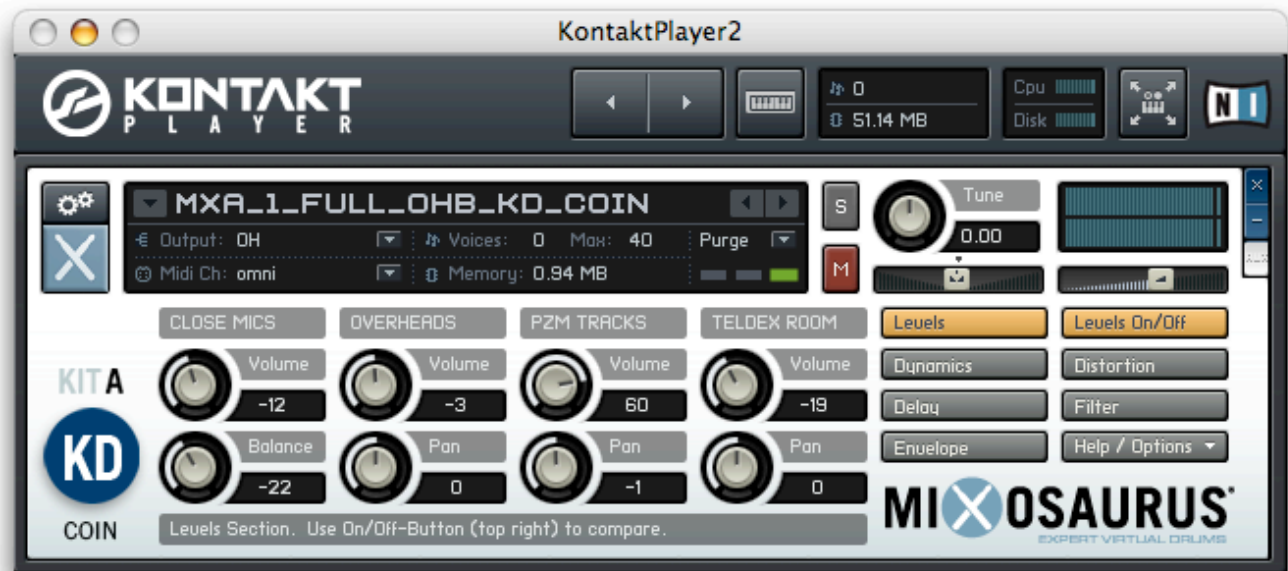 KontaktPlayer2
KONTAKT
PLAYER
0
51.14 MB
Cpu
Disk
NI
MXA_1_FULL_OHB_KD_COIN
Output: OH
Voices: 0 Max: 40
Purge
Midi Ch: omni
Memory: 0.94 MB
S
M
Tune
0.00
CLOSE MICS
OVERHEADS
PZM TRACKS
TELDEX ROOM
Levels
Levels On/Off
Volume
Volume
Volume
Volume
Dynamics
Distortion
-12
-3
60
-19
Delay
Filter
KIT A
KD
COIN
Balance
Pan
Pan
Pan
Envelope
Help / Options
-22
0
-1
0
Levels Section. Use On/Off-Button (top right) to compare.
MIXOSAURUS
EXPERT VIRTUAL DRUMS